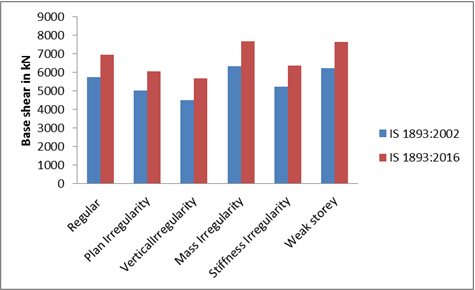 Base shear in kN
9000
8000
7000
6000
5000
4000
3000
2000
1000
0
Regular
Plan Irregularity
VerticalIrregularity
Mass Irregularity
Stiffness Irregularity
Weak storey
IS 1893:2002
IS 1893:2016